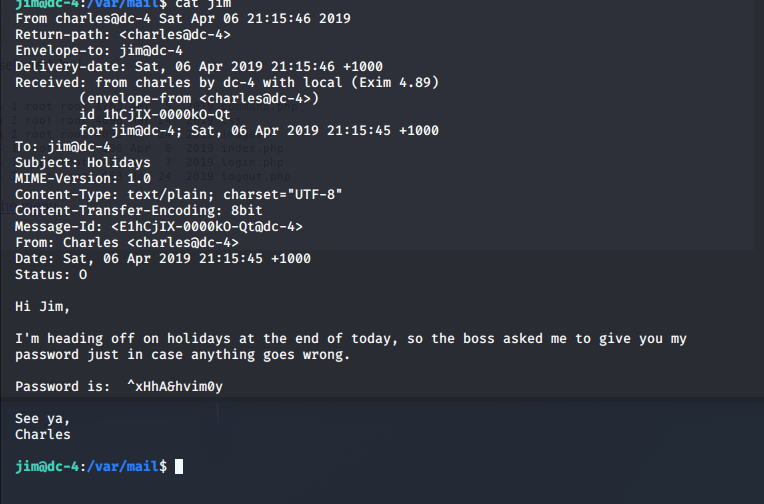 jim@dc-4:/var/mail$ cat jim
From charles@dc-4 Sat Apr 06 21:15:46 2019
Return-path: <charles@dc-4>
Envelope-to: jim@dc-4
Delivery-date: Sat, 06 Apr 2019 21:15:46 +1000
Received: from charles by dc-4 with local (Exim 4.89)
(envelope-from <charles@dc-4>)
id 1hCjIX-0000kO-Qt
for jim@dc-4; Sat, 06 Apr 2019 21:15:45 +1000
To: jim@dc-4
Subject: Holidays
MIME-Version: 1.0
Content-Type: text/plain; charset="UTF-8"
Content-Transfer-Encoding: 8bit
Message-Id: <E1hCjIX-0000kO-Qt@dc-4>
From: Charles <charles@dc-4>
Date: Sat, 06 Apr 2019 21:15:45 +1000
Status: O
Hi Jim,
I'm heading off on holidays at the end of today, so the boss asked me to give you my
password just in case anything goes wrong.
Password is:  ^xHhA&hvim0y
See ya,
Charles
jim@dc-4:/var/mail$